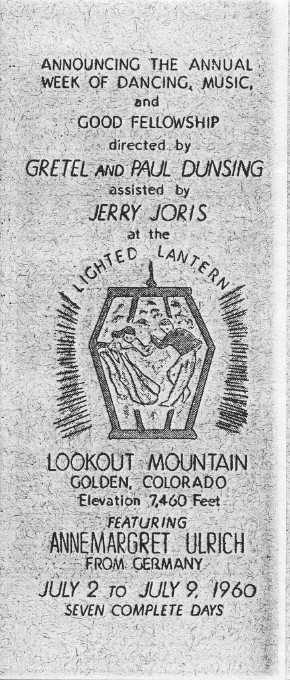 ANNOUNCING THE ANNUAL
WEEK OF DANCING, MUSIC,
and
GOOD FELLOWSHIP
directed by
GRETEL AND PAUL DUNSING
assisted by
JERRY JORIS
at the
LIGHTED LANTERN
LOOKOUT MOUNTAIN
GOLDEN, COLORADO
Elevation 7,460 Feet
FEATURING
ANNEMARGRET ULRICH
FROM GERMANY
JULY 2 TO JULY 9, 1960
SEVEN COMPLETE DAYS